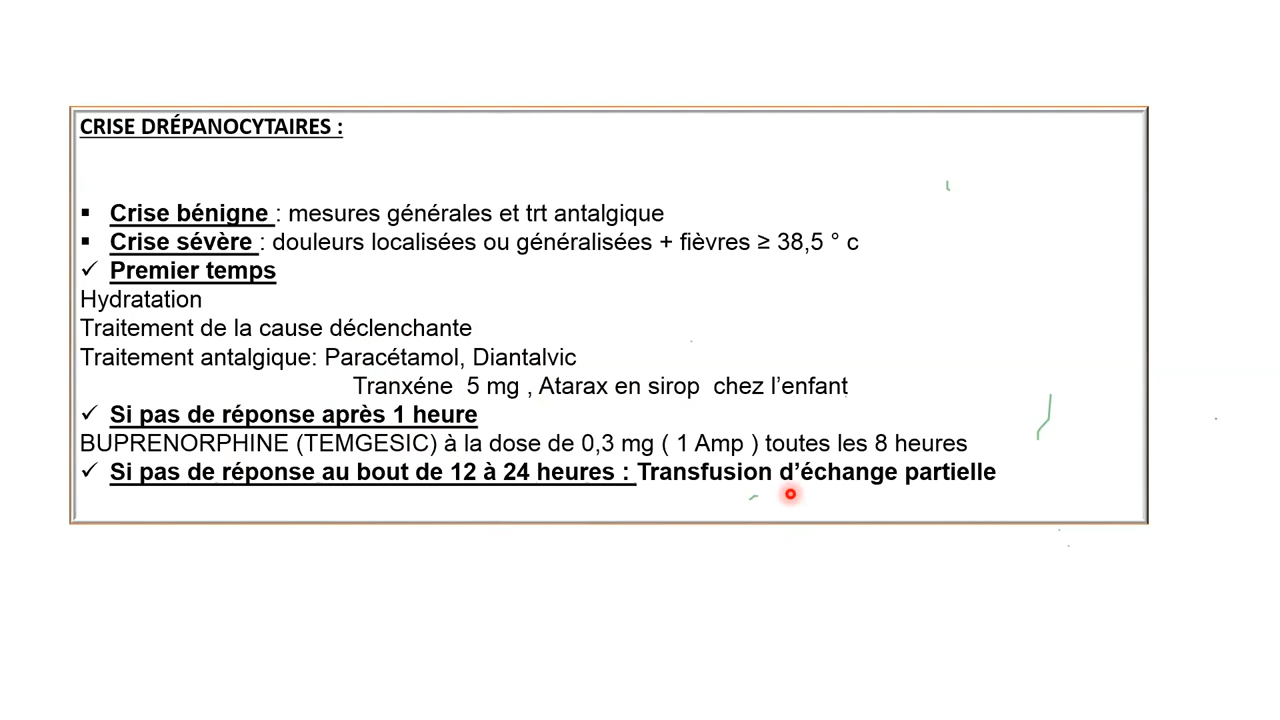 CRISE DRÉPANOCYTAIRES :
▪ Crise bénigne : mesures générales et trt antalgique
▪ Crise sévère : douleurs localisées ou généralisées + fièvres ≥ 38,5 ° c
✓ Premier temps
Hydratation
Traitement de la cause déclenchante
Traitement antalgique: Paracétamol, Diantalvic
Tranxéne 5 mg , Atarax en sirop chez l’enfant
✓ Si pas de réponse après 1 heure
BUPRENORPHINE (TEMGESIC) à la dose de 0,3 mg ( 1 Amp ) toutes les 8 heures
✓ Si pas de réponse au bout de 12 à 24 heures : Transfusion d’échange partielle